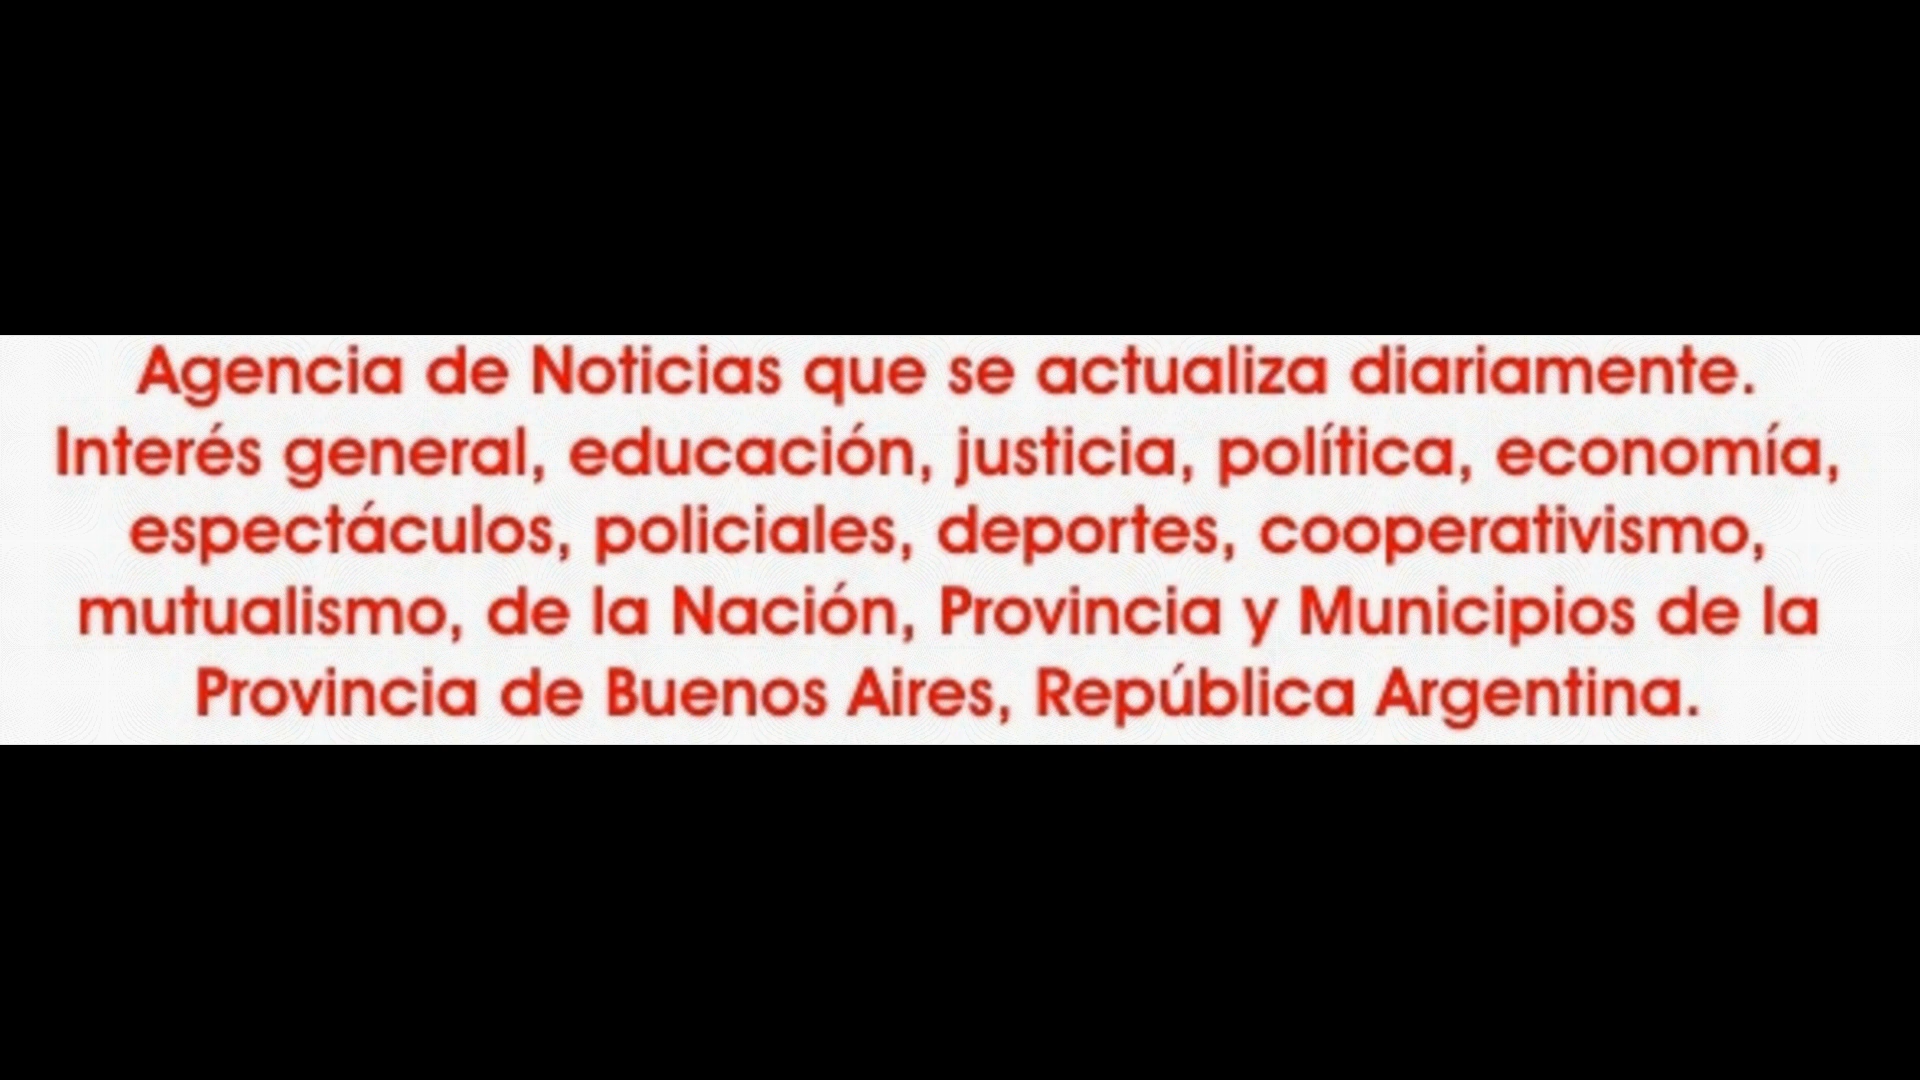 Agencia de Noticias que se actualiza diariamente.
Interés general, educación, justicia, política, economía,
espectáculos, policiales, deportes, cooperativismo,
mutualismo, de la Nación, Provincia y Municipios de la
Provincia de Buenos Aires, República Argentina.